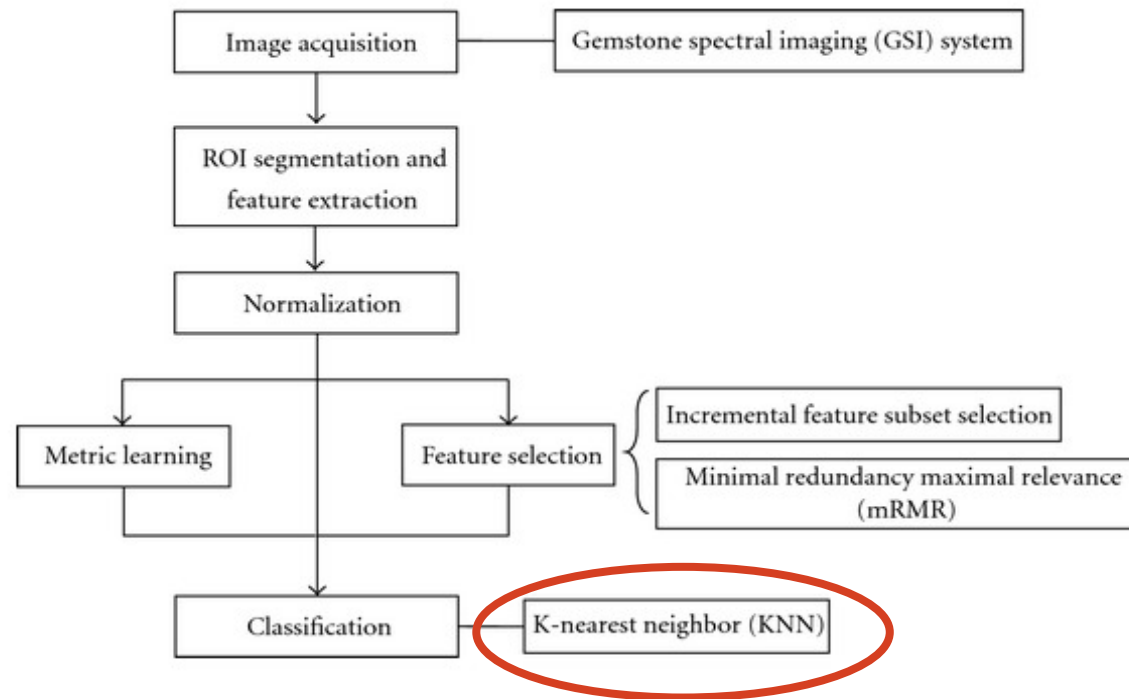 Image acquisition
Gemstone spectral imaging (GSI) system
ROI segmentation and
feature extraction
Normalization
Metric learning
Feature selection
Incremental feature subset selection
Minimal redundancy maximal relevance
(mRMR)
Classification
K-nearest neighbor (KNN)